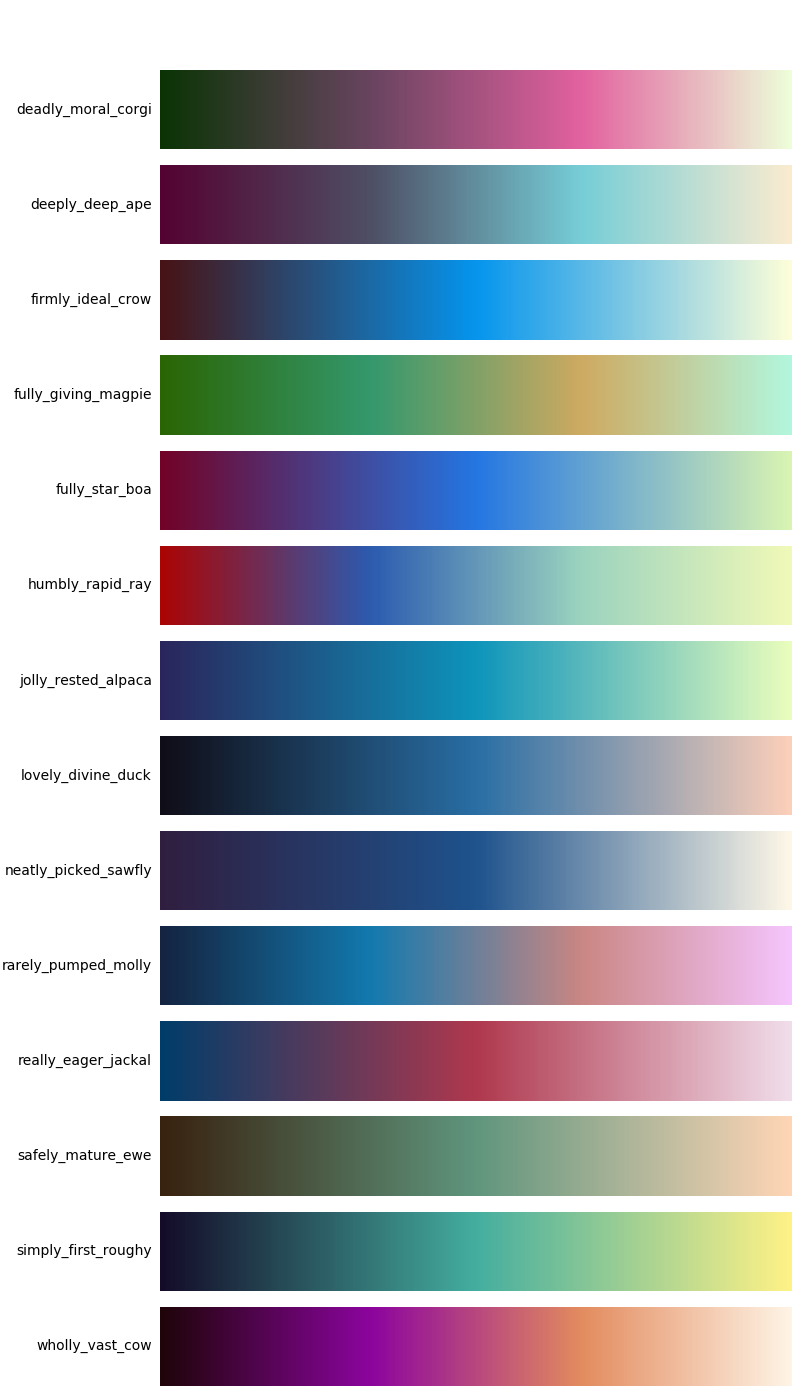 deadly_moral_corgi
deeply_deep_ape
firmly_ideal_crow
fully_giving_magpie
fully_star_boa
humbly_rapid_ray
jolly_rested_alpaca
lovely_divine_duck
neatly_picked_sawfly
rarely_pumped_molly
really_eager_jackal
safely_mature_ewe
simply_first_roughy
wholly_vast_cow